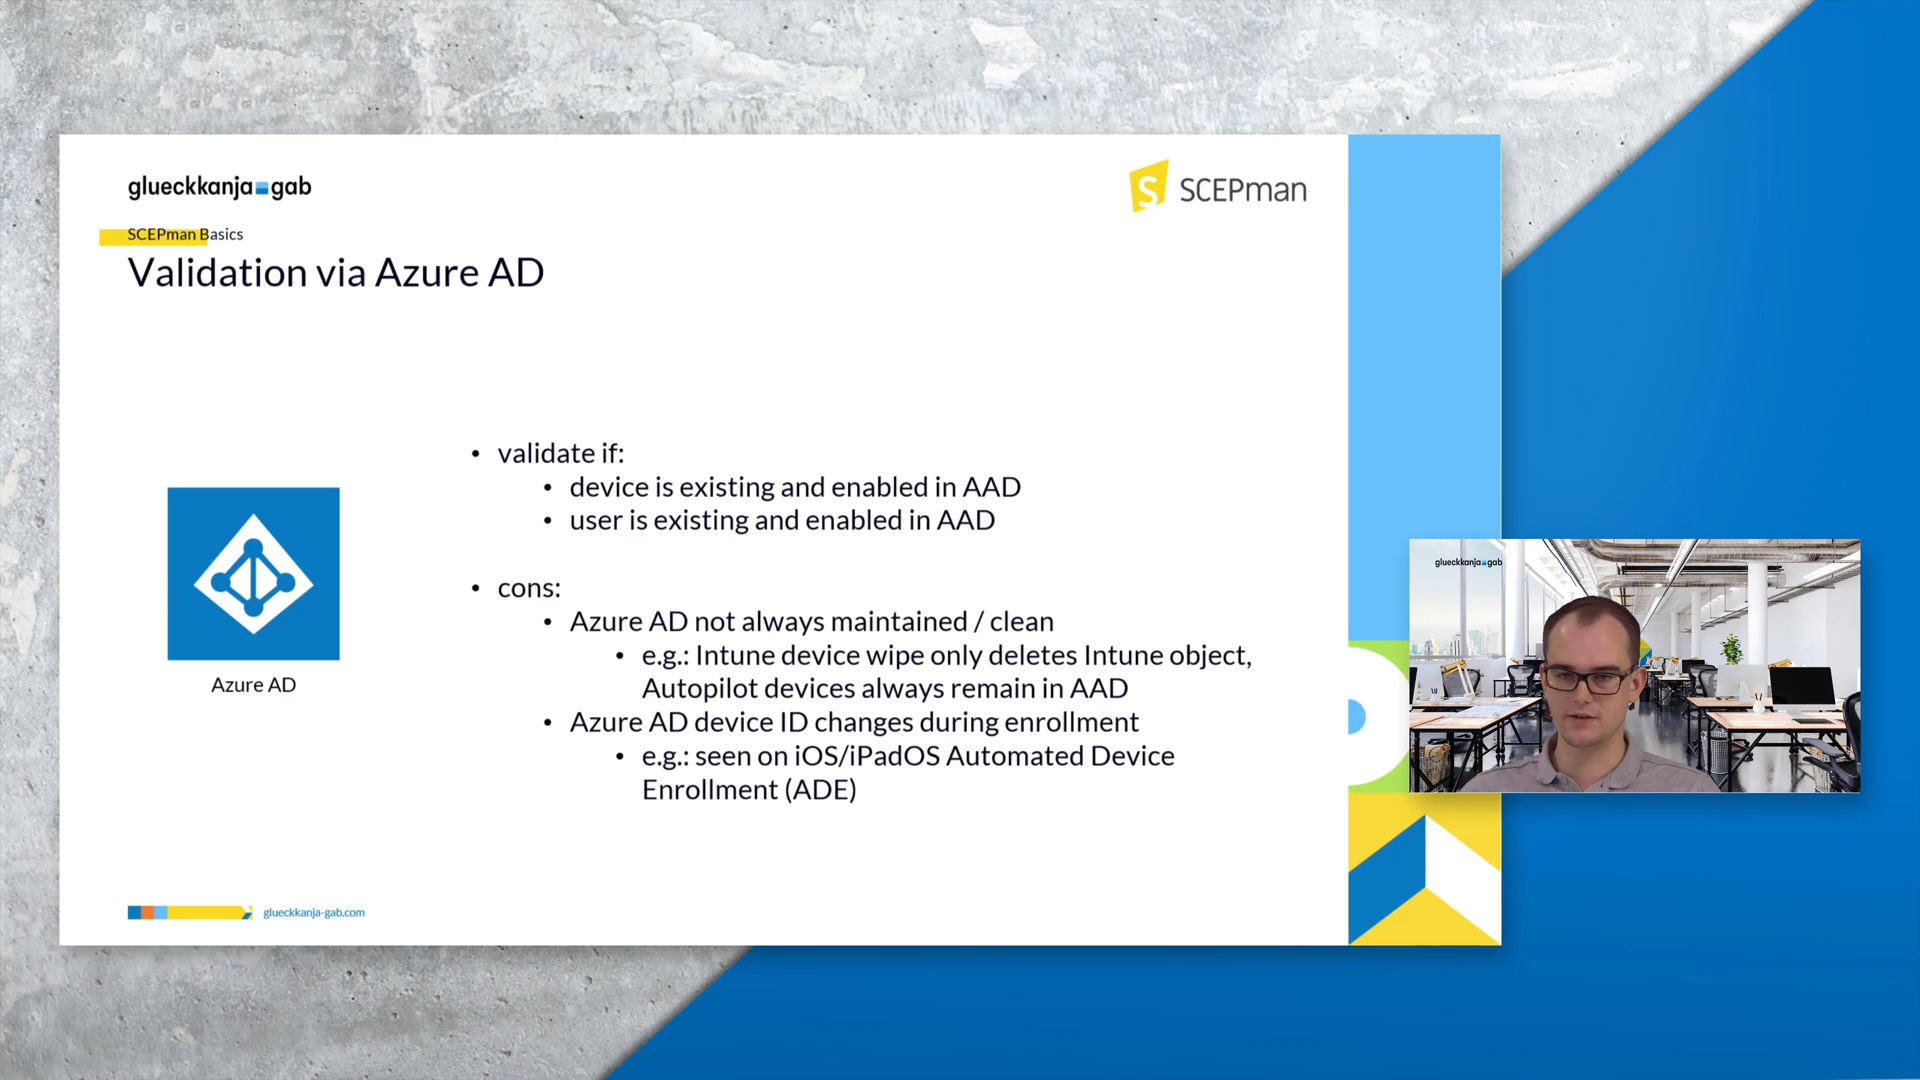 glueckkanja-gab
SCEPman
SCEPman Basics
Validation via Azure AD
• validate if:
• device is existing and enabled in AAD
• user is existing and enabled in AAD
• cons:
• Azure AD not always maintained / clean
• e.g.: Intune device wipe only deletes Intune object,
Autopilot devices always remain in AAD
• Azure AD device ID changes during enrollment
• e.g.: seen on iOS/iPadOS Automated Device
Enrollment (ADE)
Azure AD
glueckkanja-gab.com
glueckkanja-gab